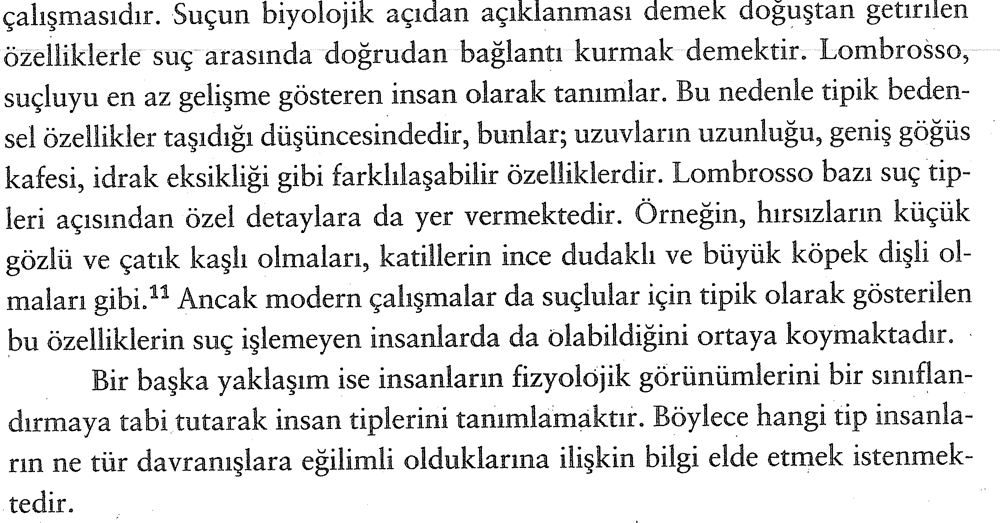 çalışmasıdır. Suçun biyolojik açıdan açıklanması demek doğuştan getirilen
özelliklerle suç arasında doğrudan bağlantı kurmak demektir. Lombrosso,
suçluyu en az gelişme gösteren insan olarak tanımlar. Bu nedenle tipik beden-
sel özellikler taşıdığı düşüncesindedir, bunlar; uzuvların uzunluğu, geniş göğüs
kafesi, idrak eksikliği gibi farklılaşabilir özelliklerdir. Lombrosso bazı suç tip-
leri açısından özel detaylara da yer vermektedir. Örneğin, hırsızların küçük
gözlü ve çatık kaşlı olmaları, katillerin ince dudaklı ve büyük köpek dişli ol-
maları gibi.¹¹ Ancak modern çalışmalar da suçlular için tipik olarak gösterilen
bu özelliklerin suç işlemeyen insanlarda da olabildiğini ortaya koymaktadır.
Bir başka yaklaşım ise insanların fizyolojik görünümlerini bir sınıflan-
dırmaya tabi tutarak insan tiplerini tanımlamaktır. Böylece hangi tip insanla-
rın ne tür davranışlara eğilimli olduklarına ilişkin bilgi elde etmek istenmek-
tedir.